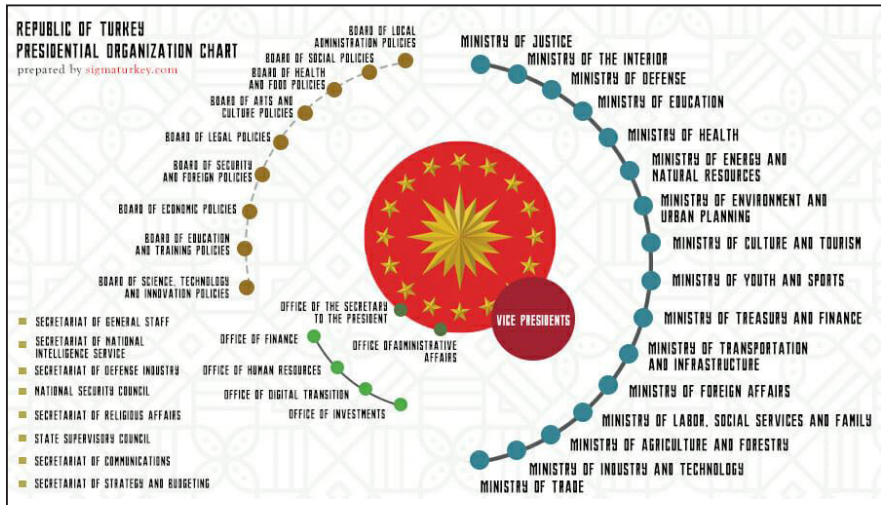 REPUBLIC OF TURKEY
PRESIDENTIAL ORGANIZATION CHART
prepared by sigmaturkey.com
BOARD OF LOCAL
ADMINISTRATION POLICIES
BOARD OF SOCIAL POLICIES
BOARD OF HEALTH
AND FOOD POLICIES
BOARD OF ARTS AND
CULTURE POLICIES
BOARD OF LEGAL POLICIES
BOARD OF SECURITY
AND FOREIGN POLICIES
BOARD OF ECONOMIC POLICIES
BOARD OF EDUCATION
AND TRAINING POLICIES
BOARD OF SCIENCE, TECHNOLOGY
AND INNOVATION POLICIES
SECRETARIAT OF GENERAL STAFF
SECRETARIAT OF NATIONAL
INTELLIGENCE SERVICE
SECRETARIAT OF DEFENSE INDUSTRY
NATIONAL SECURITY COUNCIL
SECRETARIAT OF RELIGIOUS AFFAIRS
STATE SUPERVISORY COUNCIL
SECRETARIAT OF COMMUNICATIONS
SECRETARIAT OF STRATEGY AND BUDGETING
OFFICE OF THE SECRETARY
TO THE PRESIDENT
OFFICE OFADMINISTRATIVE
AFFAIRS
OFFICE OF FINANCE
OFFICE OF HUMAN RESOURCES
OFFICE OF DIGITAL TRANSITION
OFFICE OF INVESTMENTS
VICE PRESIDENTS
MINISTRY OF JUSTICE
MINISTRY OF THE INTERIOR
MINISTRY OF DEFENSE
MINISTRY OF EDUCATION
MINISTRY OF HEALTH
MINISTRY OF ENERGY AND
NATURAL RESOURCES
MINISTRY OF ENVIRONMENT AND
URBAN PLANNING
MINISTRY OF CULTURE AND TOURISM
MINISTRY OF YOUTH AND SPORTS
MINISTRY OF TREASURY AND FINANCE
MINISTRY OF TRANSPORTATION
AND INFRASTRUCTURE
MINISTRY OF FOREIGN AFFAIRS
MINISTRY OF LABOR, SOCIAL SERVICES AND FAMILY
MINISTRY OF AGRICULTURE AND FORESTRY
MINISTRY OF INDUSTRY AND TECHNOLOGY
MINISTRY OF TRADE